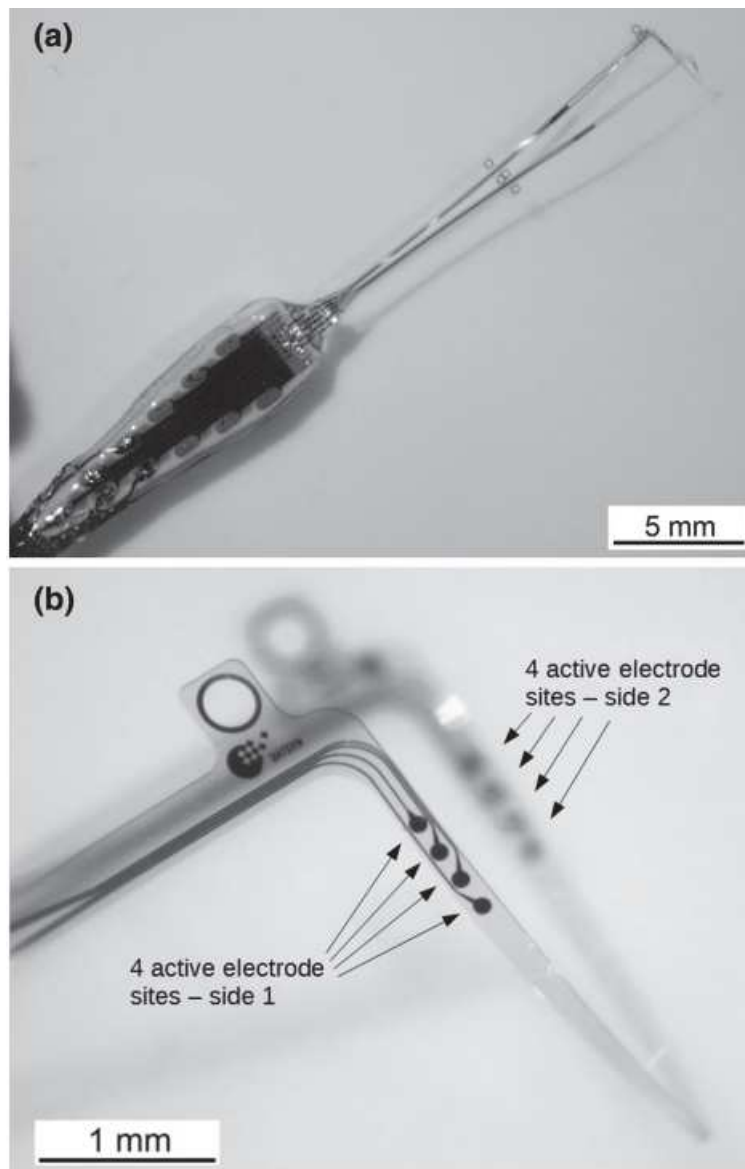 (a)
5 mm
(b)
4 active electrode
sites – side 2
4 active electrode
sites – side 1
1 mm